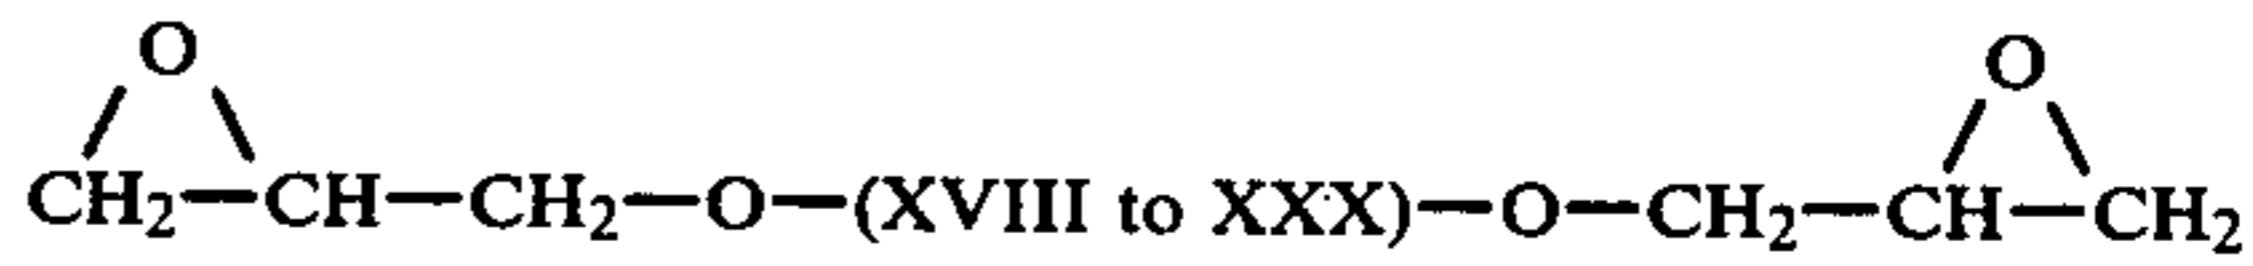 O O
CH₂—CH—CH₂—O—(XVIII to XXX)—O—CH₂—CH—CH₂